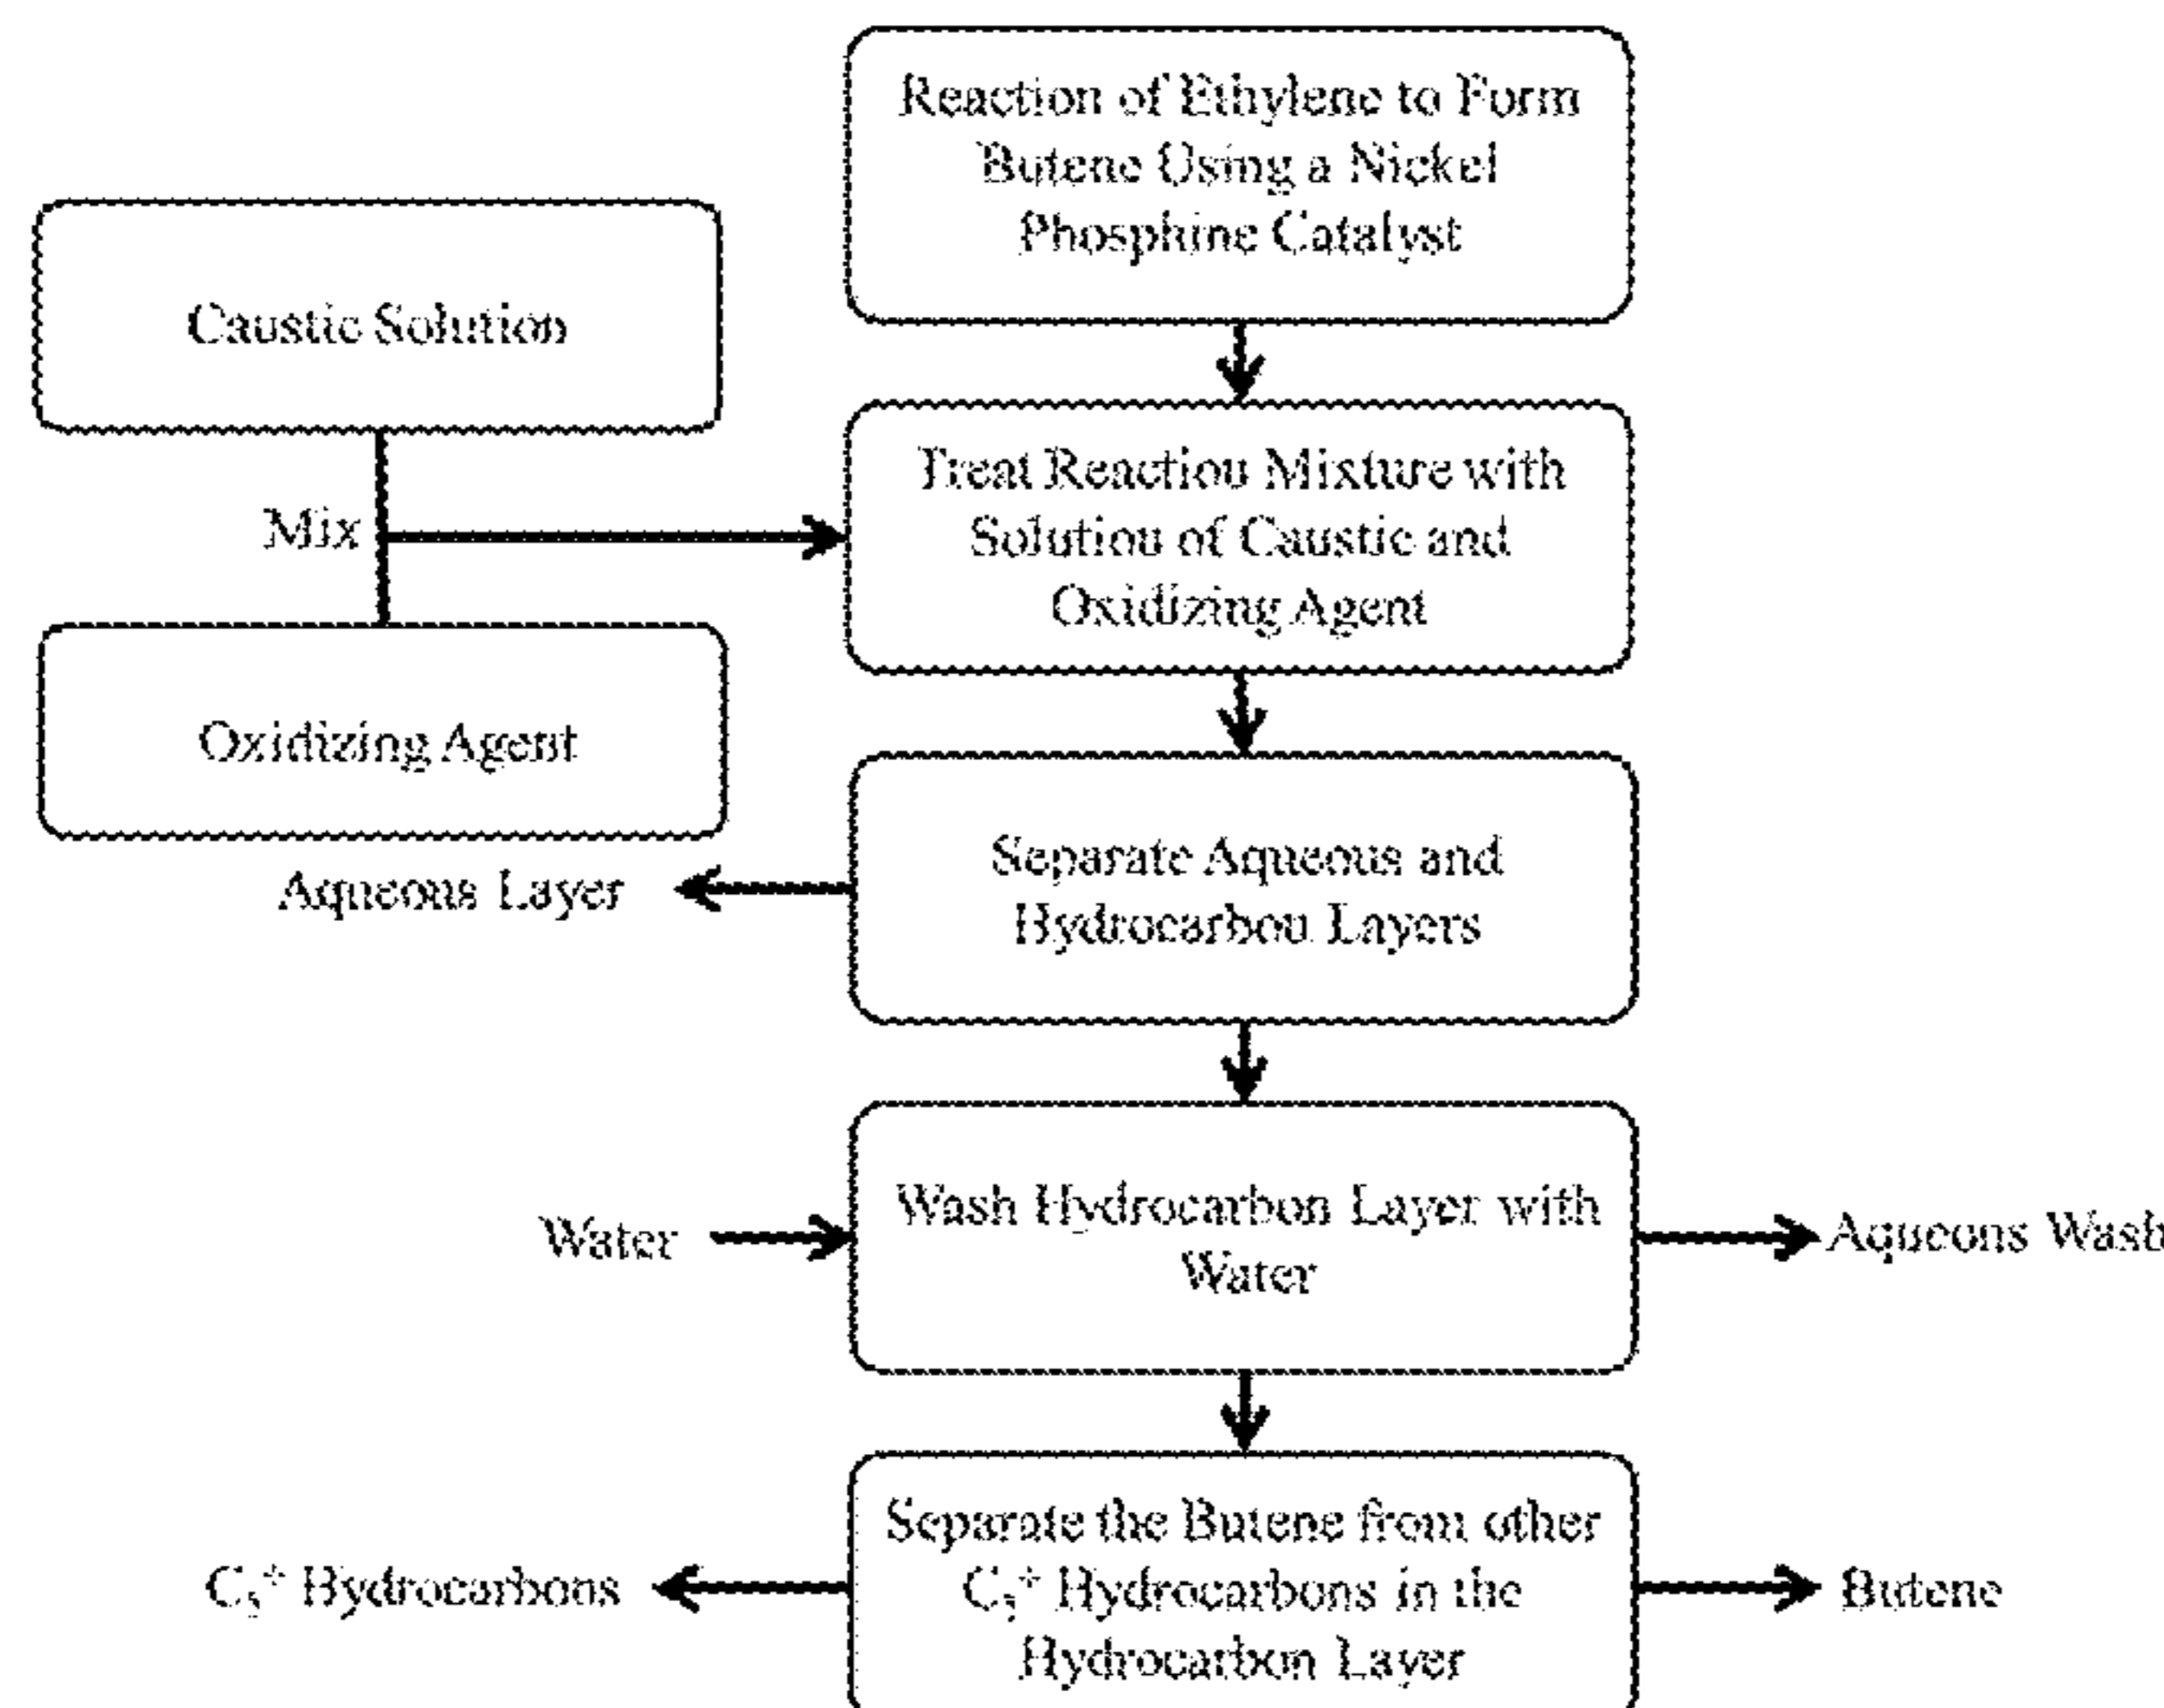 Reaction of Ethylene to Form
Butene Using a Nickel
Phosphine Catalyst
Caustic Solution
Mix
Treat Reaction Mixture with
Solution of Caustic and
Oxidizing Agent
Oxidizing Agent
Aqueous Layer
Separate Aqueous and
Hydrocarbon Layers
Water
Wash Hydrocarbon Layer with
Water
Aqueous Wash
Separate the Butene from other
Hydrocarbons in the
Hydrocarbon Layer
Hydrocarbons
Butene